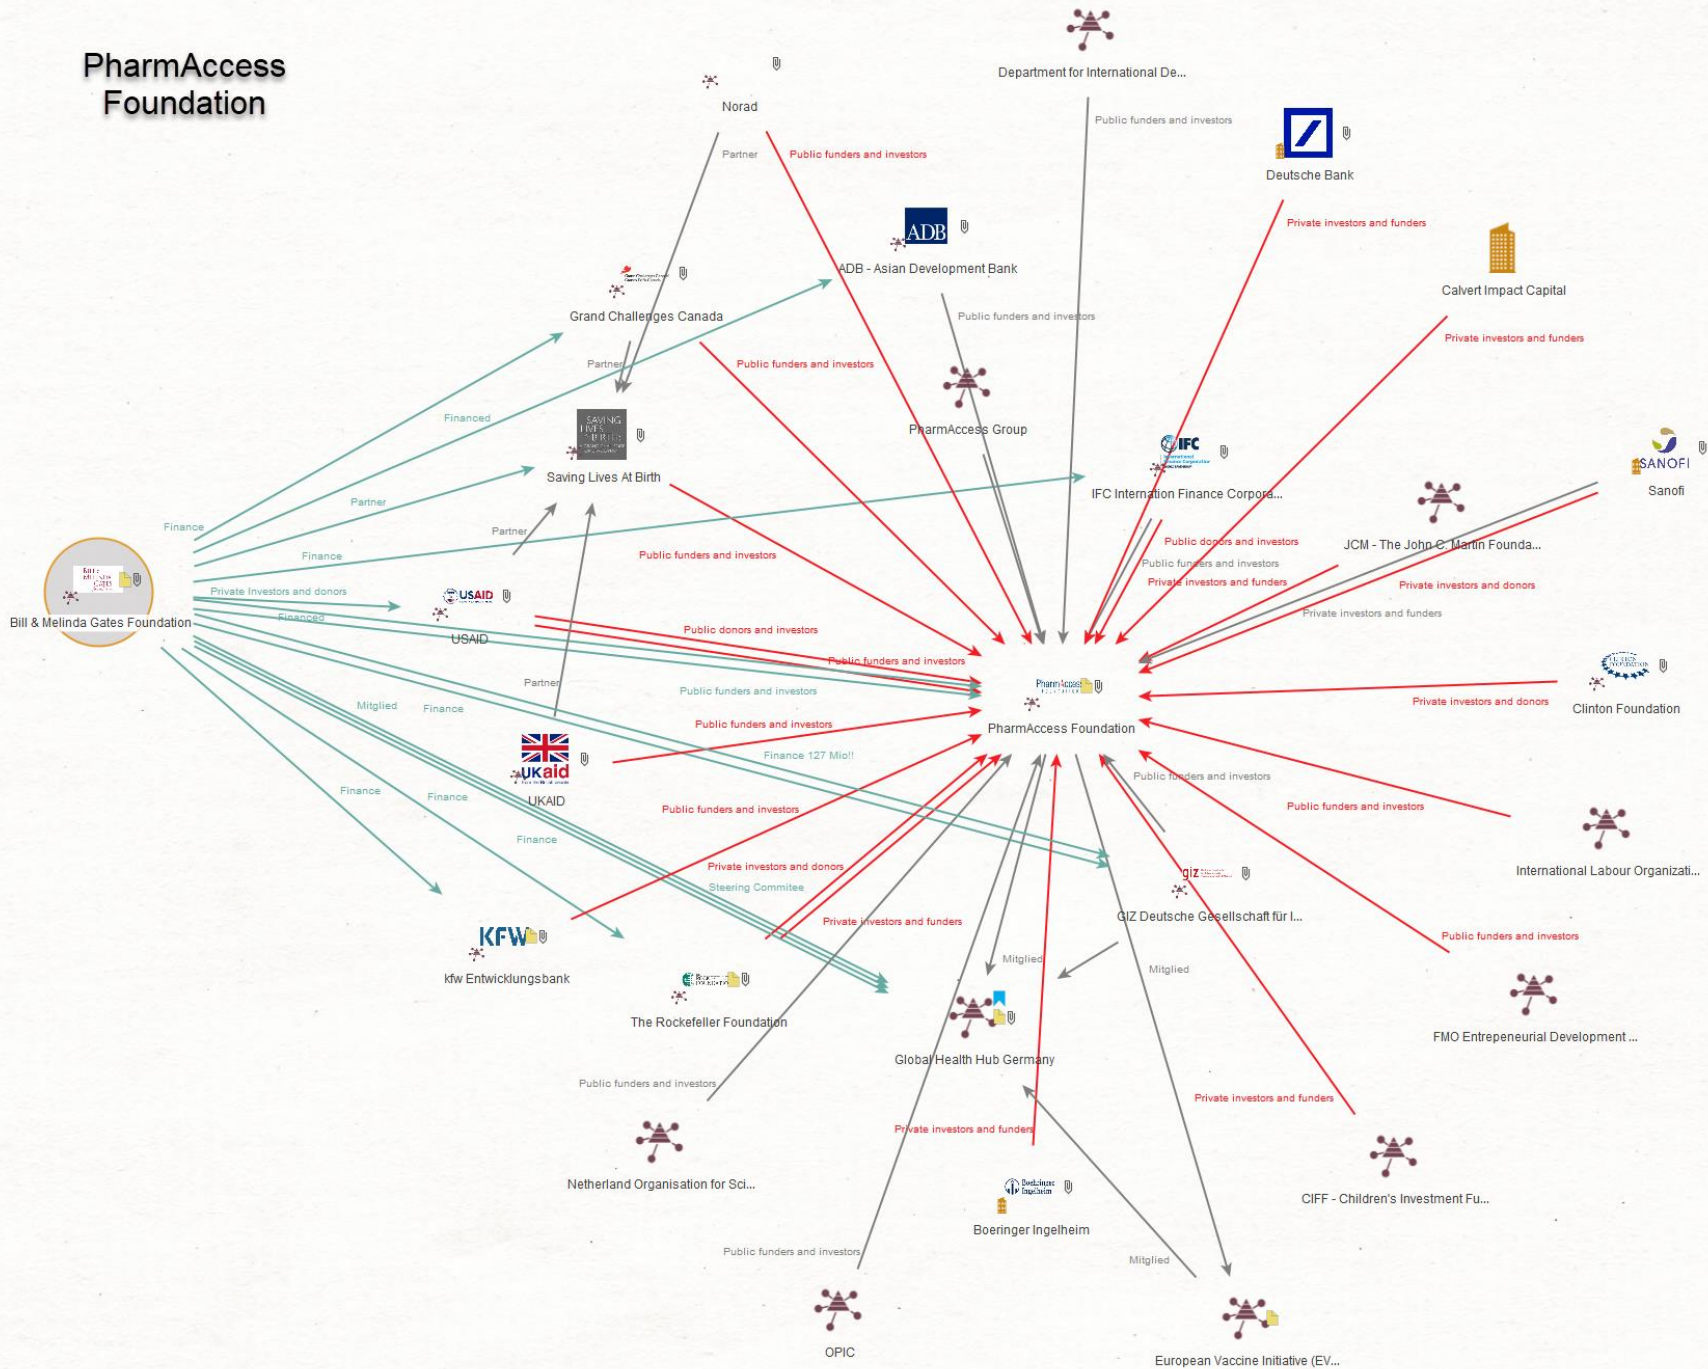 PharmAccess
Foundation
Department for International De...
Norad
Public funders and investors
Partner
Public funders and investors
Deutsche Bank
Private investors and funders
ADB
ADB - Asian Development Bank
Calvert Impact Capital
Grand Challenges Canada
Public funders and investors
Private investors and funders
Partner
Public funders and investors
Financed
SAVING
LIVES
PharmAccess Group
IFC
SANOFI
Saving Lives At Birth
IFC Internation Finance Corpora...
Sanofi
Partner
Finance
Partner
Public donors and investors
JCM - The John C. Martin Founda...
Finance
Public funders and investors
Public funders and investors
Private investors and funders
Private investors and donors
Private Investors and donors
USAID
Private investors and funders
Financed
Bill & Melinda Gates Foundation
USAID
Public donors and investors
Public funders and investors
Partner
Public funders and investors
PharmAccess
Clinton Foundation
Private investors and donors
Mitglied
Finance
Public funders and investors
PharmAccess Foundation
Finance 127 Mio!!
UKaid
Public funders and investors
Finance
Finance
UKAID
Public funders and investors
Public funders and investors
Finance
Private investors and donors
giz
International Labour Organizati...
Steering Commitee
GIZ Deutsche Gesellschaft für I...
Private investors and funders
KFW
Public funders and investors
Mitglied
Mitglied
kfw Entwicklungsbank
The Rockefeller Foundation
FMO Entrepeneurial Development ...
Global Health Hub Germany
Public funders and investors
Private investors and funders
Private investors and funders
Netherland Organisation for Sci...
Boehringer
Ingelheim
CIFF - Children's Investment Fu...
Boeringer Ingelheim
Public funders and investors
Mitglied
OPIC
European Vaccine Initiative (EV...